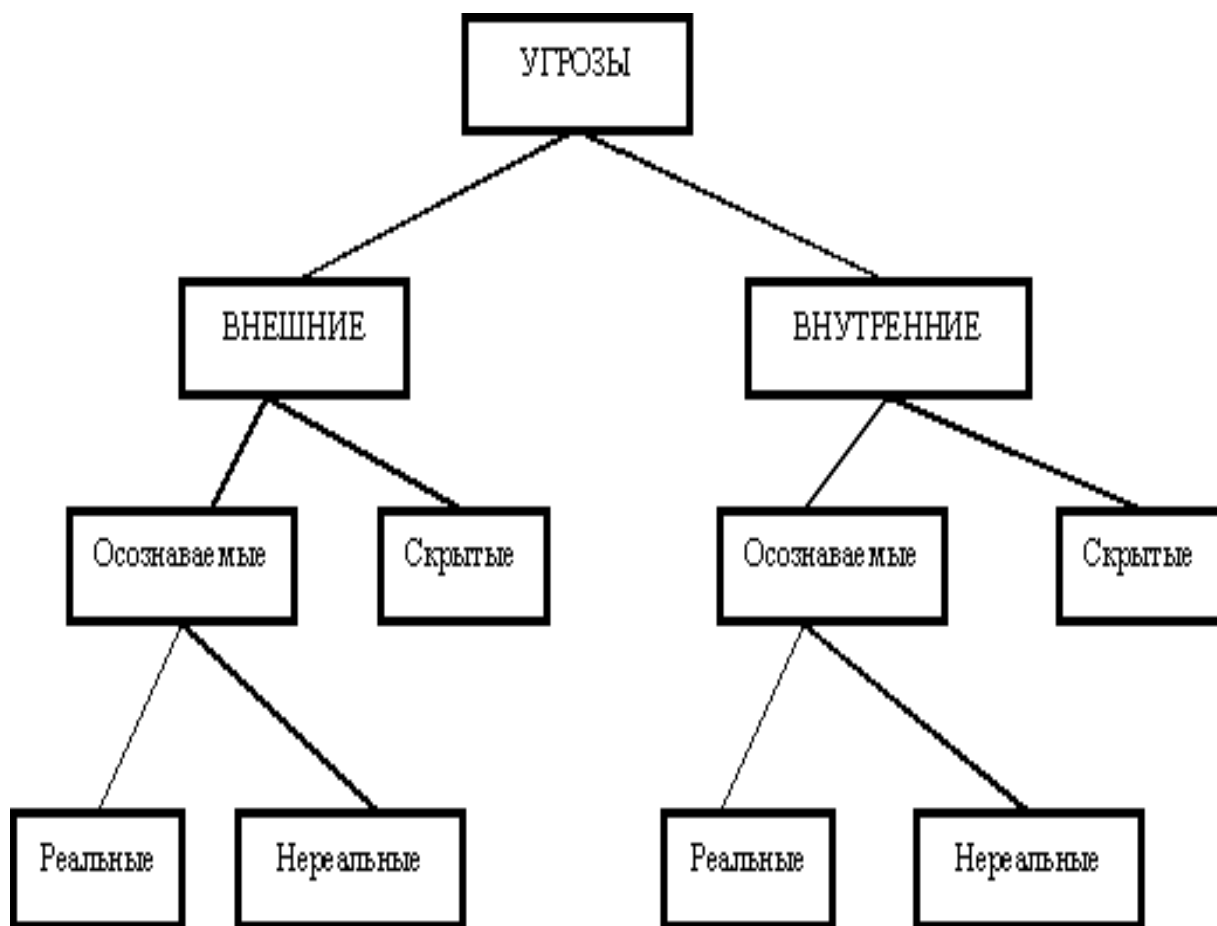 УГРОЗЫ
ВНЕШНИЕ
ВНУТРЕННИЕ
Осознаваемые
Скрытые
Осознаваемые
Скрытые
Реальные
Нереальные
Реальные
Нереальные